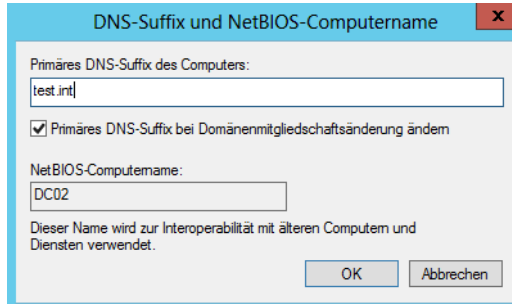 DNS-Suffix und NetBIOS-Computername
x
Primäres DNS-Suffix des Computers:
test.int
Primäres DNS-Suffix bei Domänenmitgliedschaftsänderung ändern
NetBIOS-Computername:
DC02
Dieser Name wird zur Interoperabilität mit älteren Computern und
Diensten verwendet.
OK Abbrechen